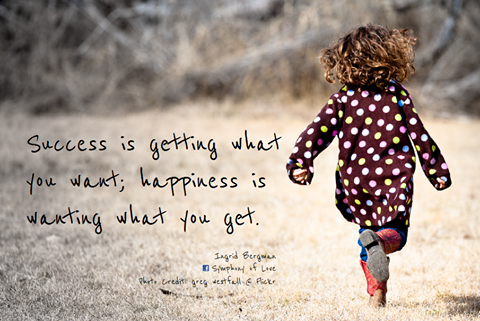 Success is getting what
you want; happiness is
wanting what you get.
Ingrid Bergman
f Symphony of Love
Photo Credit: greg westfall @ Flickr